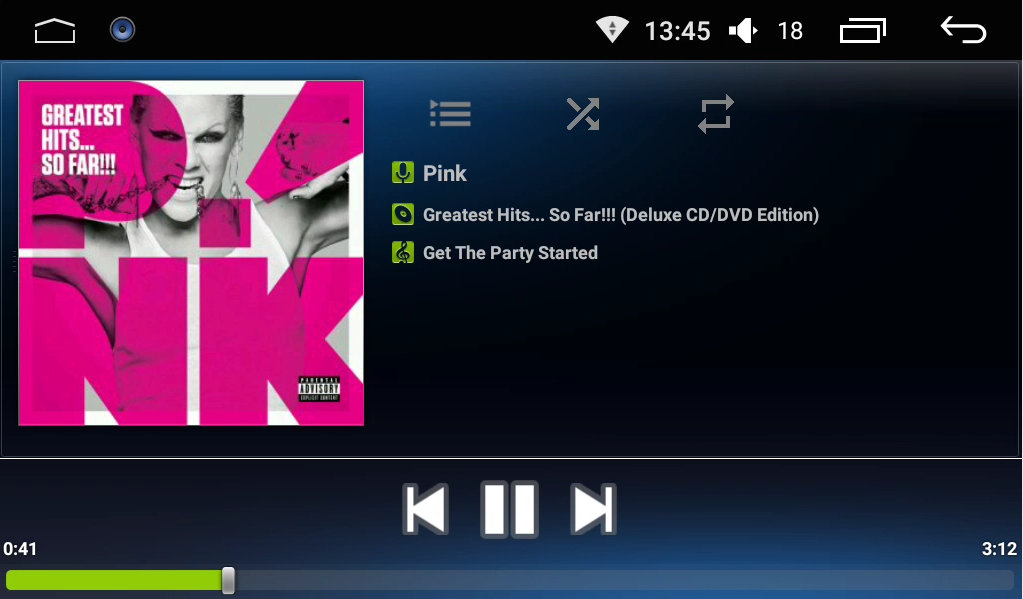 13:45
18
GREATEST
HITS...
SO FAR!!!
P!NK
PARENTAL
ADVISORY
EXPLICIT CONTENT
Pink
Greatest Hits... So Far!!! (Deluxe CD/DVD Edition)
Get The Party Started
0:41
3:12